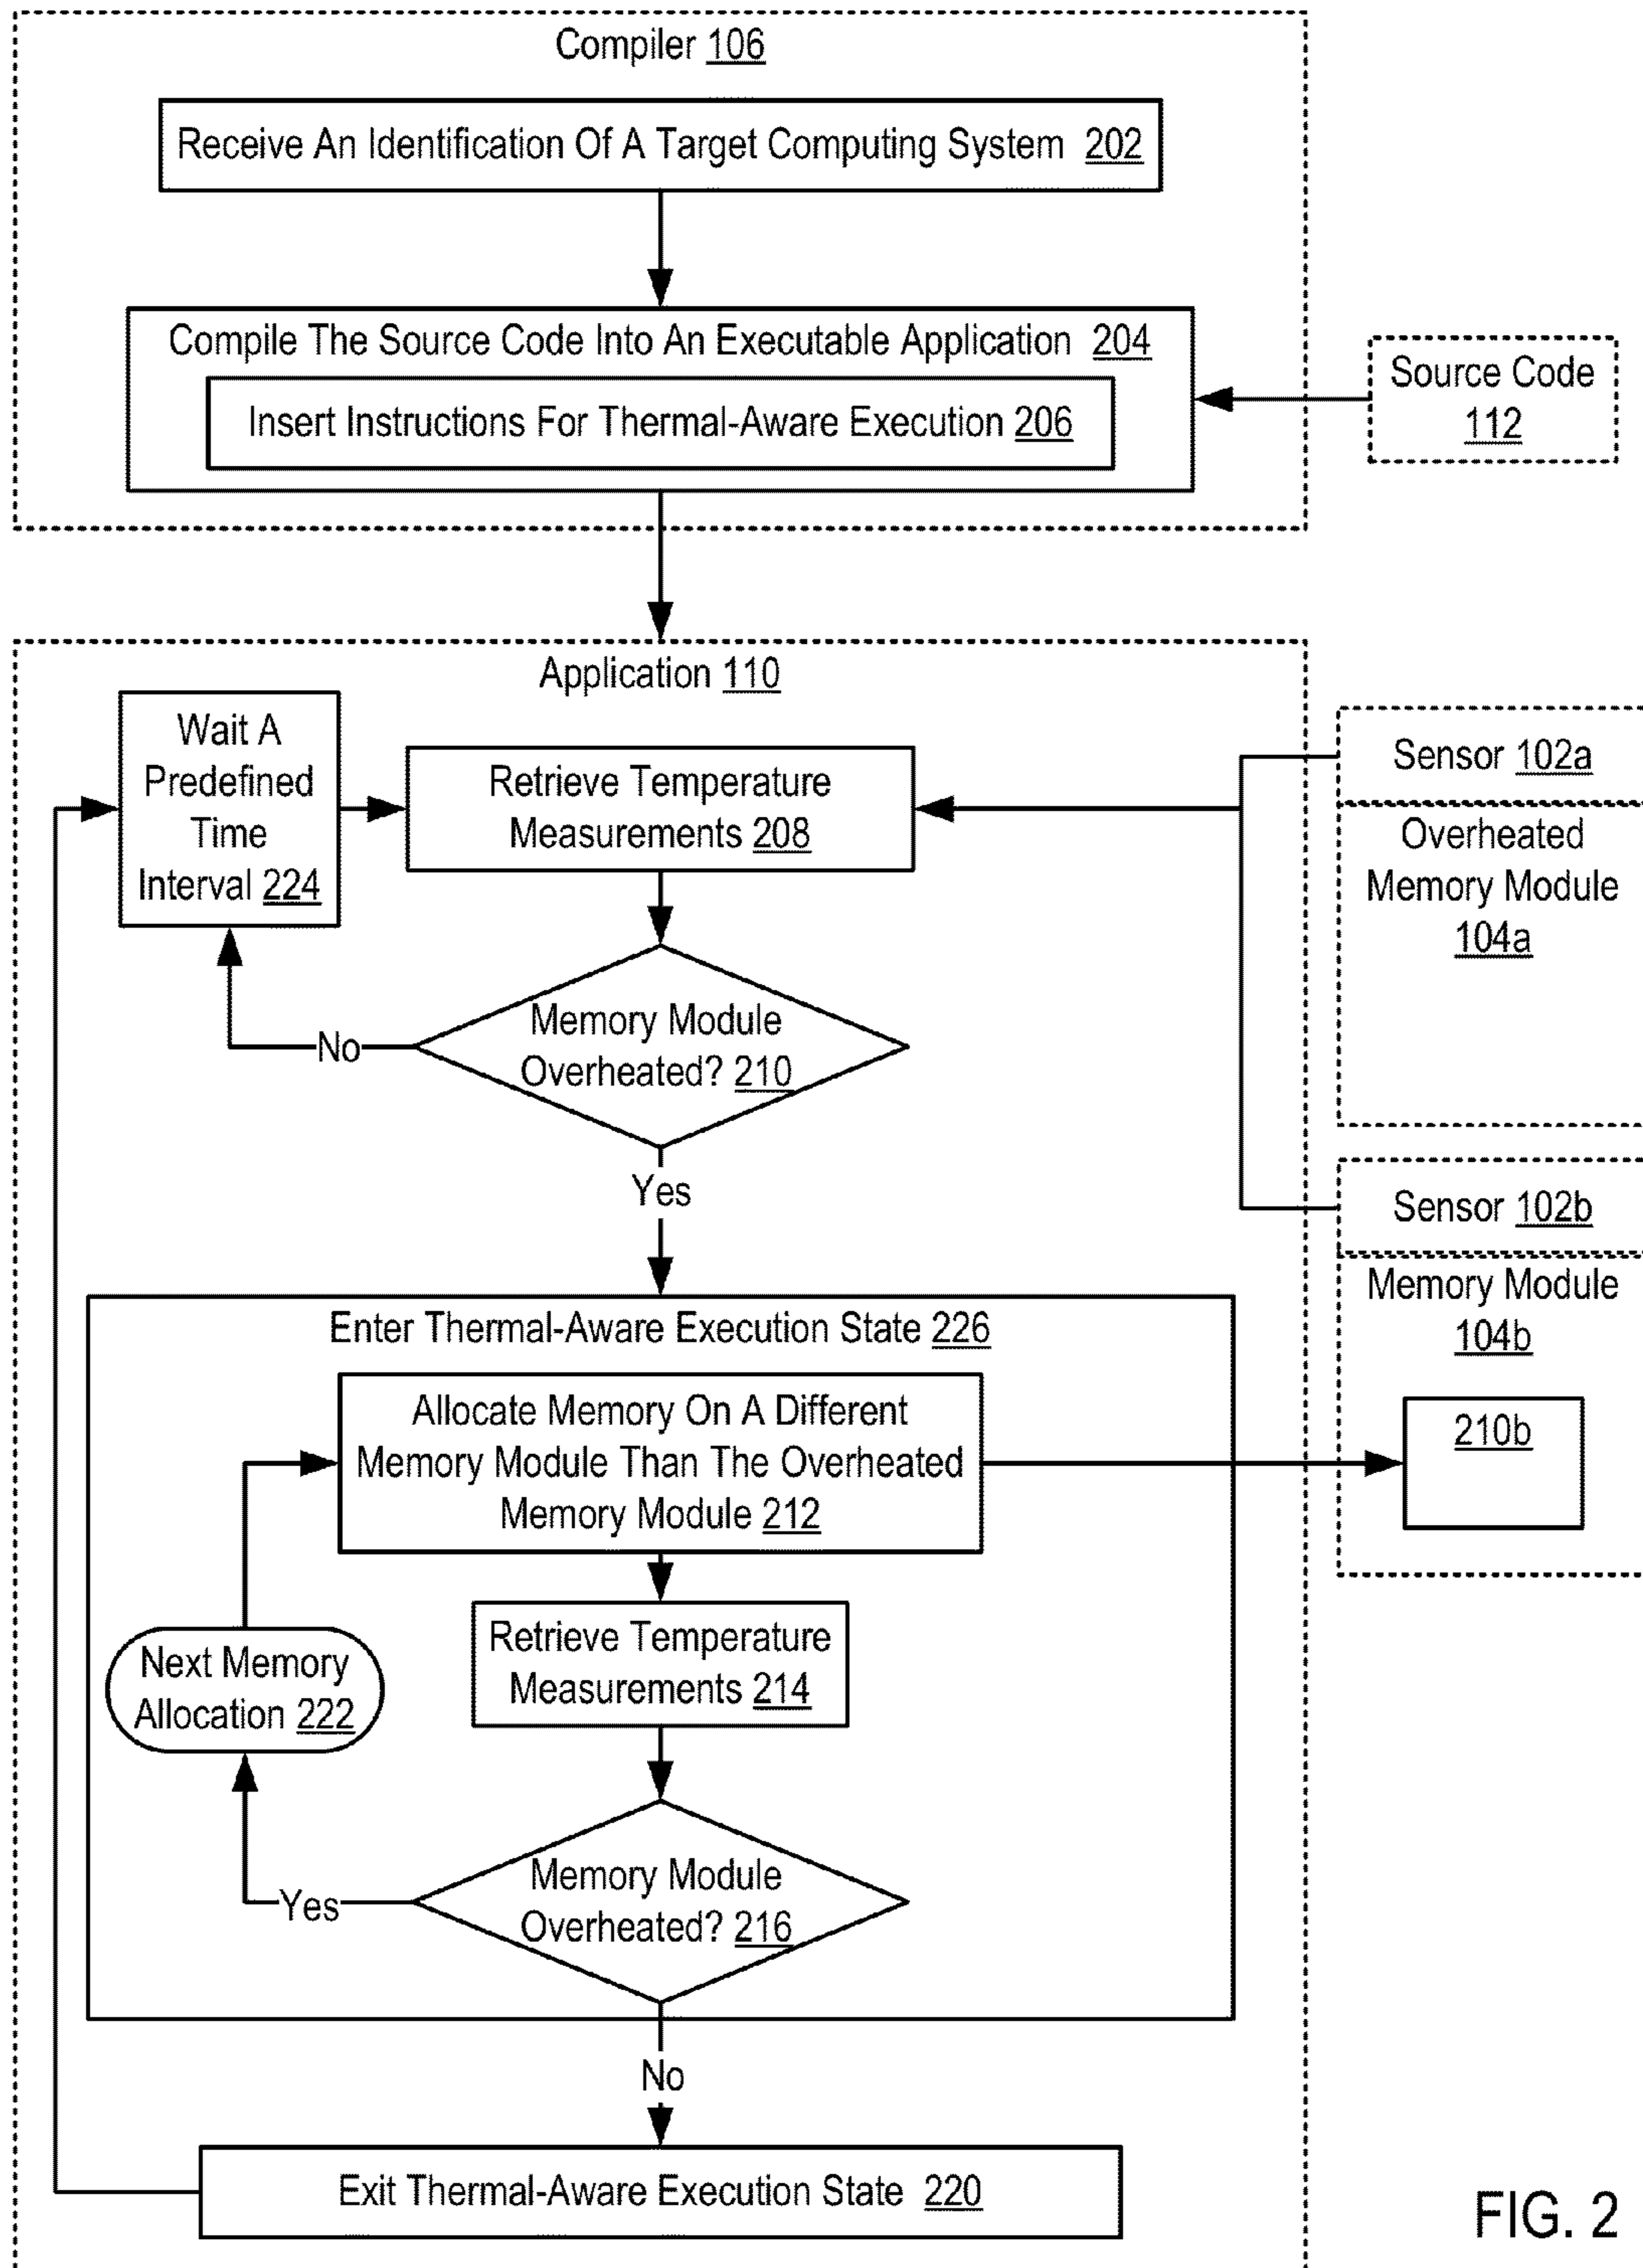 Compiler 106
Receive An Identification Of A Target Computing System 202
Compile The Source Code Into An Executable Application 204
Insert Instructions For Thermal-Aware Execution 206
Source Code
112
Application 110
Wait A
Predefined
Time
Interval 224
Retrieve Temperature
Measurements 208
Sensor 102a
Overheated
Memory Module
104a
Memory Module
Overheated? 210
No
Yes
Sensor 102b
Memory Module
104b
210b
Enter Thermal-Aware Execution State 226
Allocate Memory On A Different
Memory Module Than The Overheated
Memory Module 212
Retrieve Temperature
Measurements 214
Next Memory
Allocation 222
Memory Module
Overheated? 216
Yes
No
Exit Thermal-Aware Execution State 220
FIG. 2